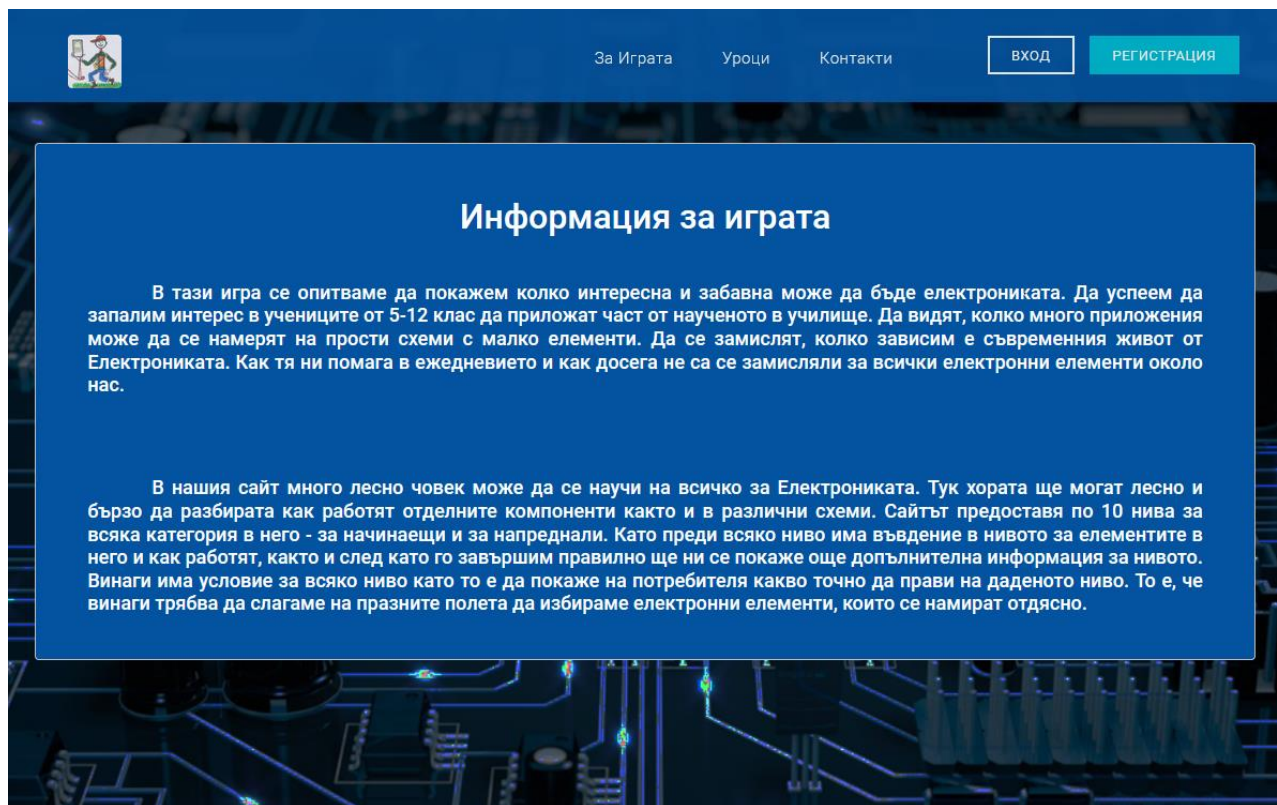 За Играта Уроци Контакти ВХОД РЕГИСТРАЦИЯ
Информация за играта
В тази игра се опитваме да покажем колко интересна и забавна може да бъде електрониката. Да успеем да
запалим интерес в учениците от 5-12 клас да приложат част от наученото в училище. Да видят, колко много приложения
може да се намерят на прости схеми с малко елементи. Да се замислят, колко зависим е съвременния живот от
Електрониката. Как тя ни помага в ежедневието и как досега не са се замисляли за всички електронни елементи около
нас.
В нашия сайт много лесно човек може да се научи на всичко за Електрониката. Тук хората ще могат лесно и
бързо да разбирата как работят отделните компоненти както и в различни схеми. Сайтът предоставя по 10 нива за
всяка категория в него - за начинаещи и за напреднали. Като преди всяко ниво има въвдение в нивото за елементите в
него и как работят, както и след като го завършим правилно ще ни се покаже още допълнителна информация за нивото.
Винаги има условие за всяко ниво като то е да покаже на потребителя какво точно да прави на даденото ниво. То е, че
винаги трябва да слагаме на празните полета да избираме електронни елементи, които се намират отдясно.